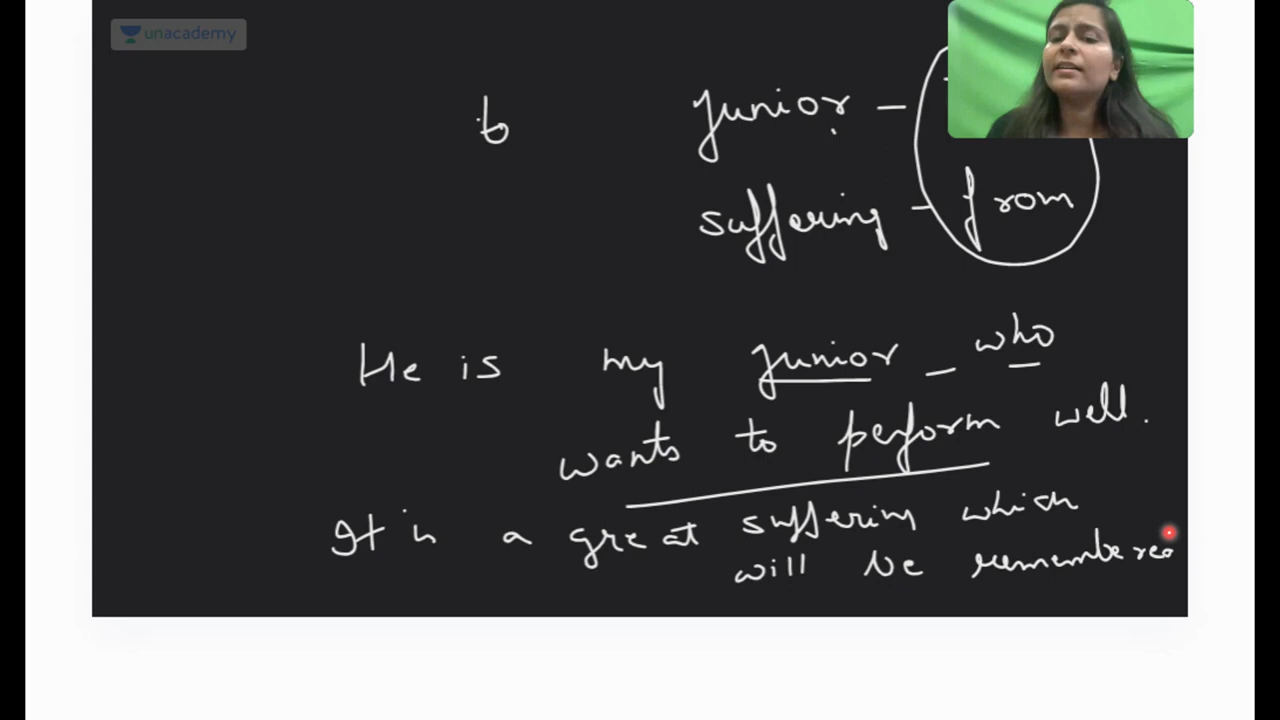 unacademy
to junior -
suffering - from
He is my junior - who
wants to perform well.
It is a great suffering which
will be remembered